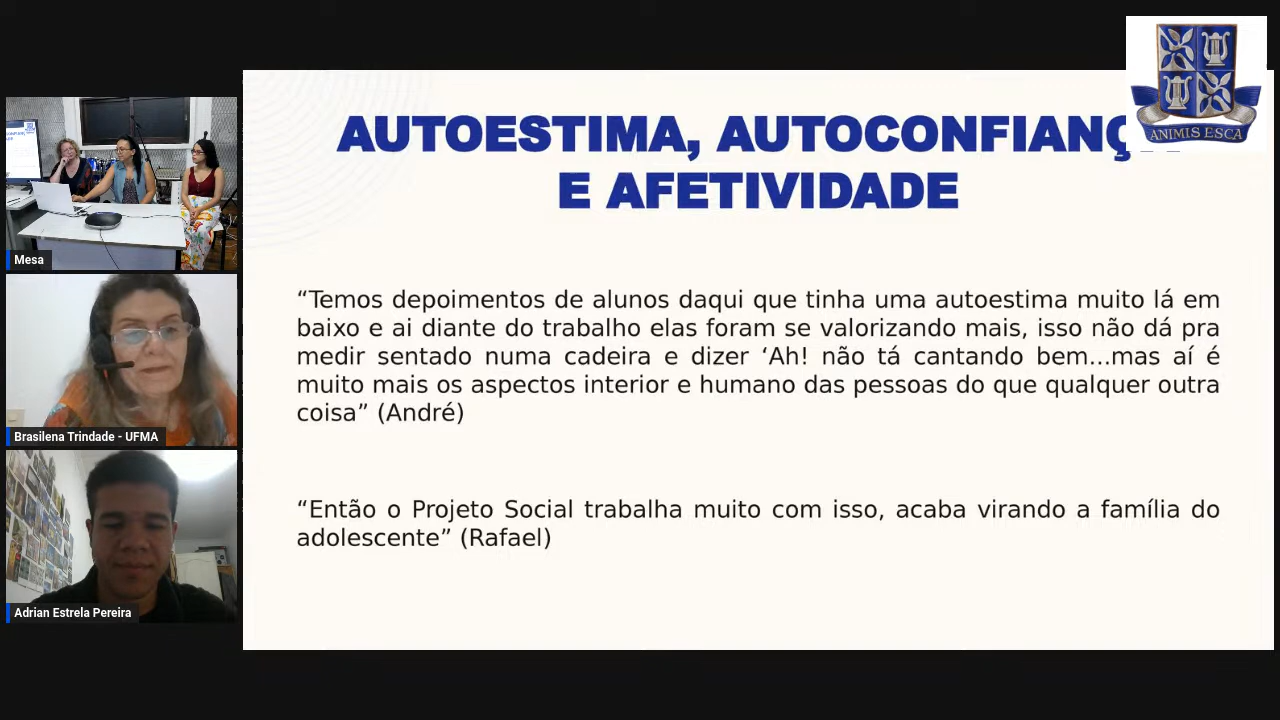 AUTOESTIMA, AUTOCONFIANÇ
E AFETIVIDADE
ANIMIS ESCA
“Temos depoimentos de alunos daqui que tinha uma autoestima muito lá em
baixo e ai diante do trabalho elas foram se valorizando mais, isso não dá pra
medir sentado numa cadeira e dizer ‘Ah! não tá cantando bem...mas aí é
muito mais os aspectos interior e humano das pessoas do que qualquer outra
coisa” (André)
“Então o Projeto Social trabalha muito com isso, acaba virando a família do
adolescente” (Rafael)
Mesa
Brasilena Trindade - UFMA
Adrian Estrela Pereira